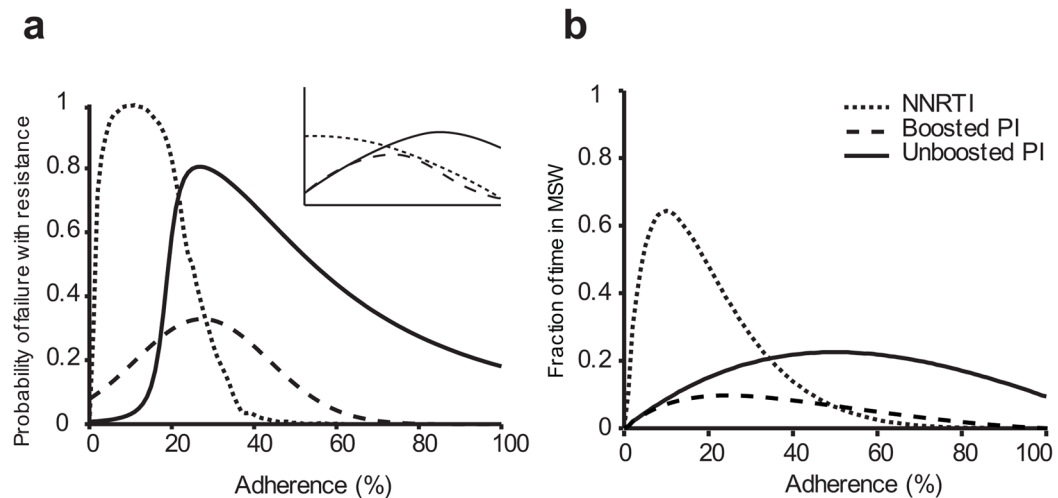 a
Probability of failure with resistance
1
0.8
0.6
0.4
0.2
0
0 20 40 60 80 100
Adherence (%)
b
Fraction of time in MSW
1
0.8
0.6
0.4
0.2
0
0 20 40 60 80 100
Adherence (%)
NNRTI
Boosted PI
Unboosted PI